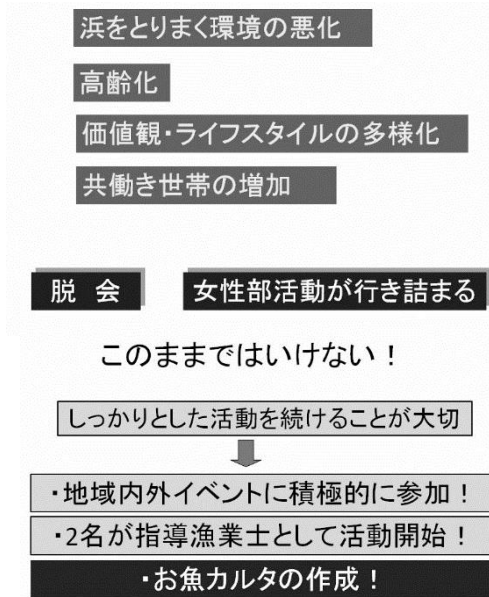 浜をとりまく環境の悪化
高齢化
価値観・ライフスタイルの多様化
共働き世帯の増加
脱 会 女性部活動が行き詰まる
このままではいけない！
しっかりとした活動を続けることが大切
・地域内外イベントに積極的に参加！
・2名が指導漁業士として活動開始！
・お魚カルタの作成！